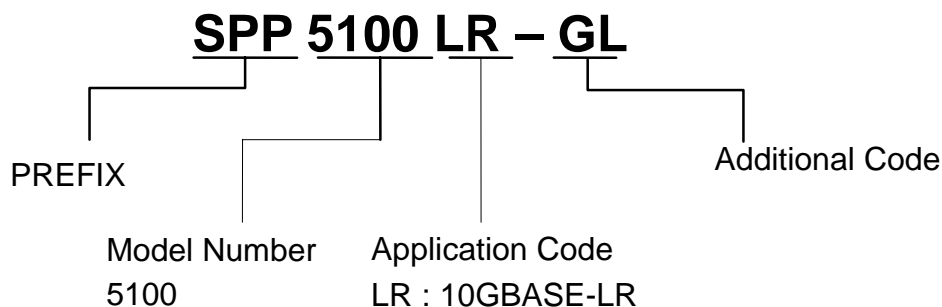 SPP 5100 LR – GL
PREFIX
Additional Code
Model Number
5100
Application Code
LR : 10GBASE-LR